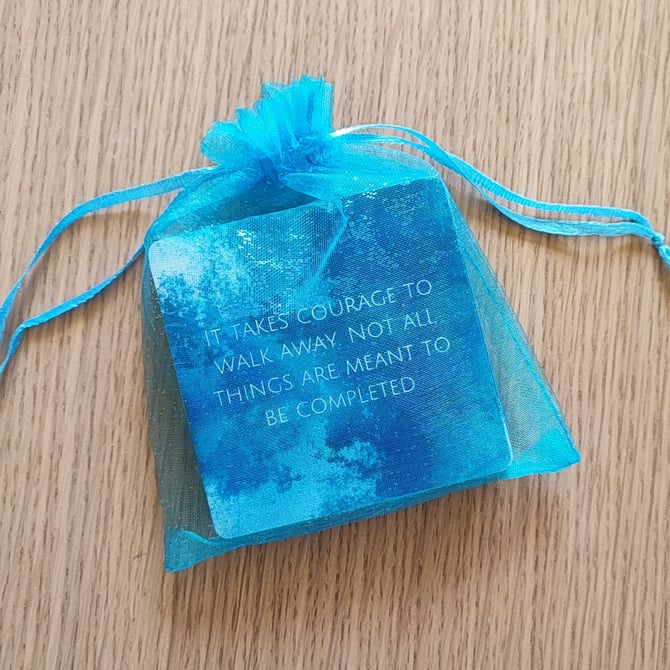 IT TAKES COURAGE TO
WALK AWAY NOT ALL
THINGS ARE MEANT TO
BE COMPLETED